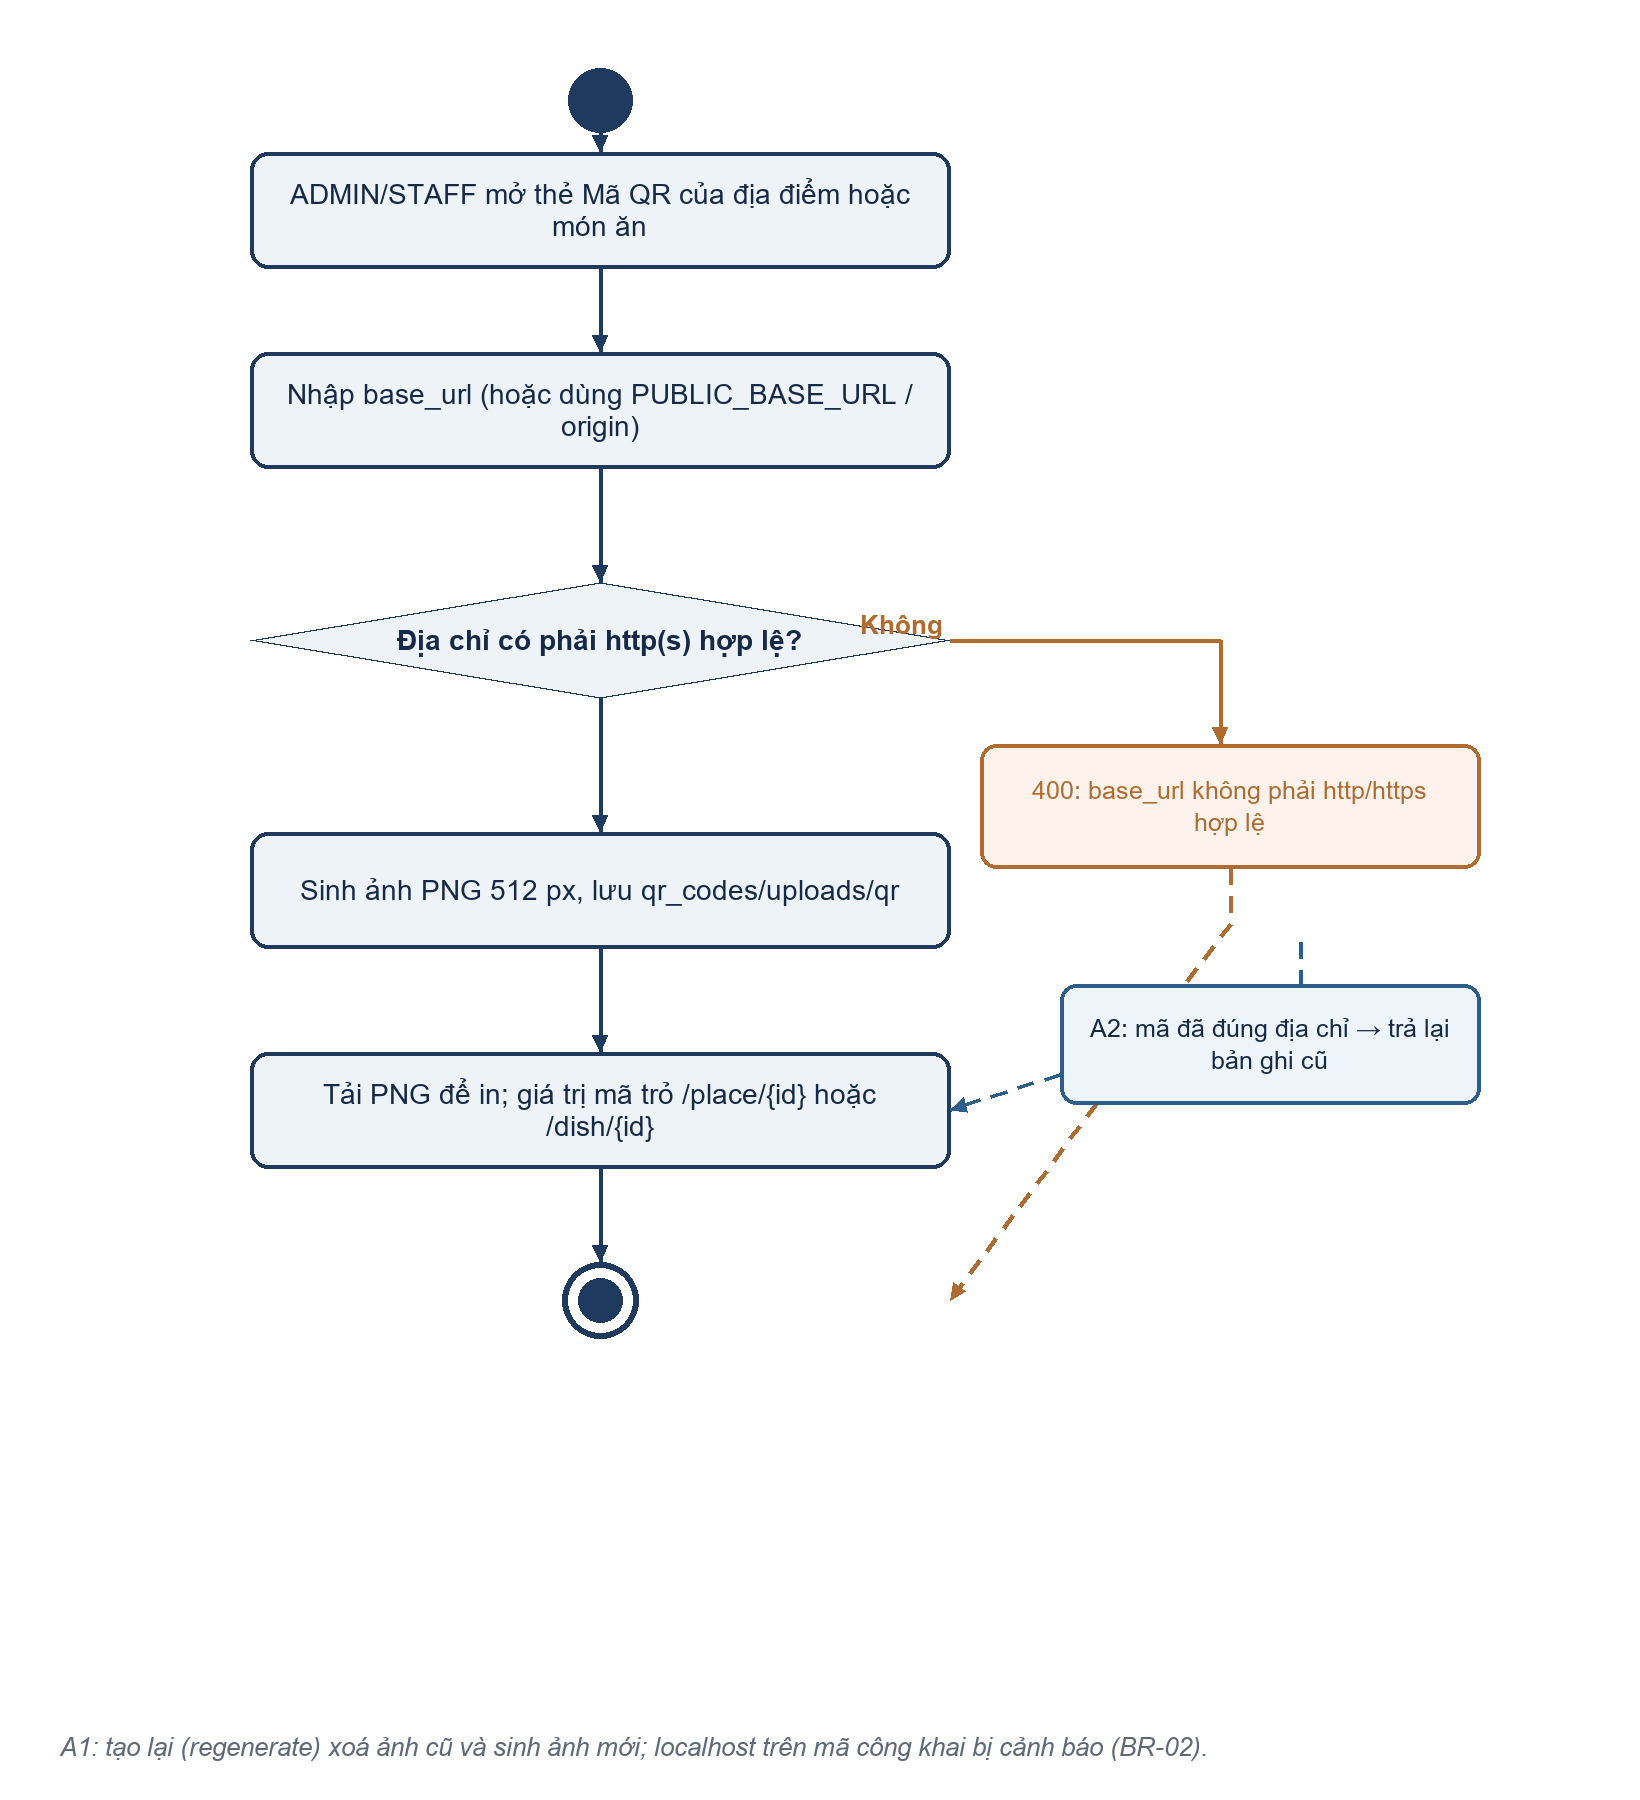 ADMIN/STAFF mở thẻ Mã QR của địa điểm hoặc
món ăn
Nhập base_url (hoặc dùng PUBLIC_BASE_URL /
origin)
Địa chỉ có phải http(s) hợp lệ?
Không
400: base_url không phải http/https
hợp lệ
Sinh ảnh PNG 512 px, lưu qr_codes/uploads/qr
A2: mã đã đúng địa chỉ → trả lại
bản ghi cũ
Tải PNG để in; giá trị mã trỏ /place/{id} hoặc
/dish/{id}
A1: tạo lại (regenerate) xoá ảnh cũ và sinh ảnh mới; localhost trên mã công khai bị cảnh báo (BR-02).